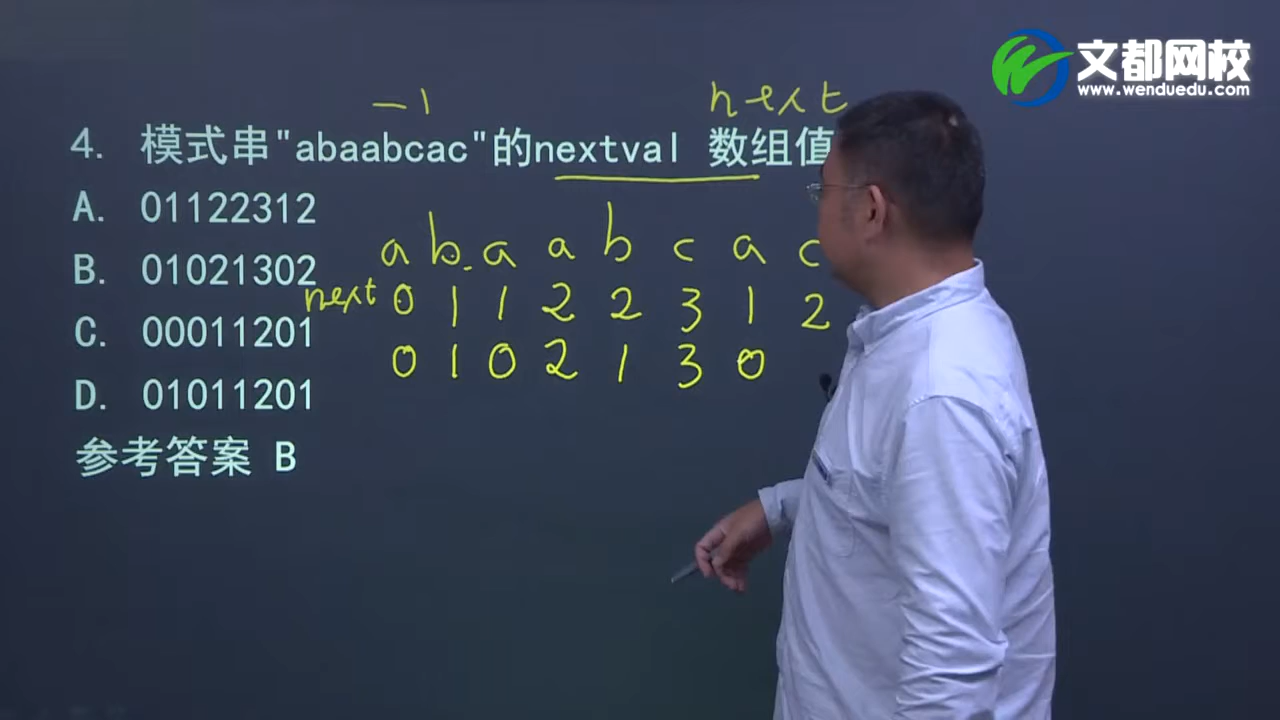 文都网校
www.wenduedu.com
-1 next
4. 模式串"abaabcac"的nextval 数组值
A. 01122312
B. 01021302
C. 00011201
D. 01011201
参考答案 B
a b a a b c a c
next 0 1 1 2 2 3 1 2
0 1 0 2 1 3 0